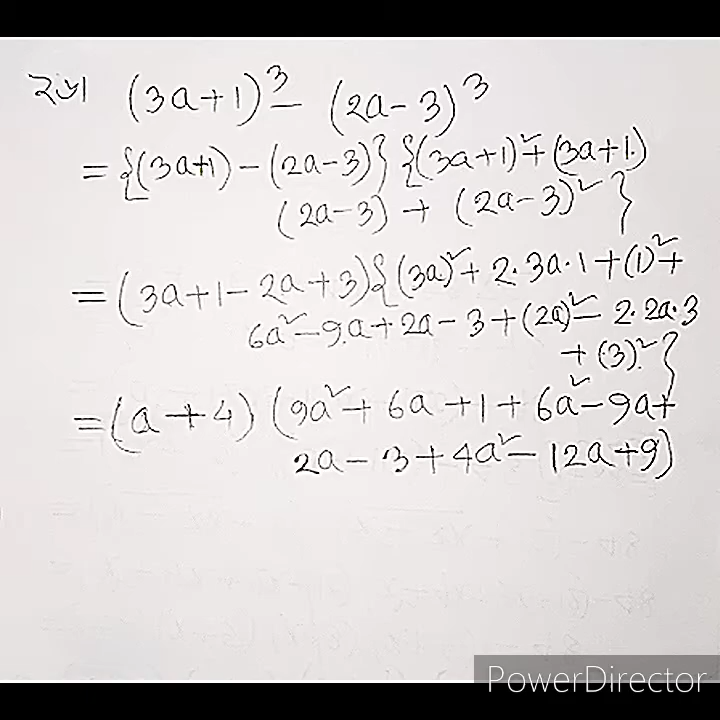 ২৬। (3a+1)³ – (2a-3)³
= {(3a+1) - (2a-3)} {(3a+1)² + (3a+1)
(2a-3) + (2a-3)²}
= (3a+1-2a+3) {(3a)² + 2·3a·1 + (1)² +
6a² - 9a + 2a - 3 + (2a)² - 2·2a·3
+ (3)²}
= (a+4) (9a² + 6a + 1 + 6a² - 9a +
2a - 3 + 4a² - 12a + 9)
PowerDirector